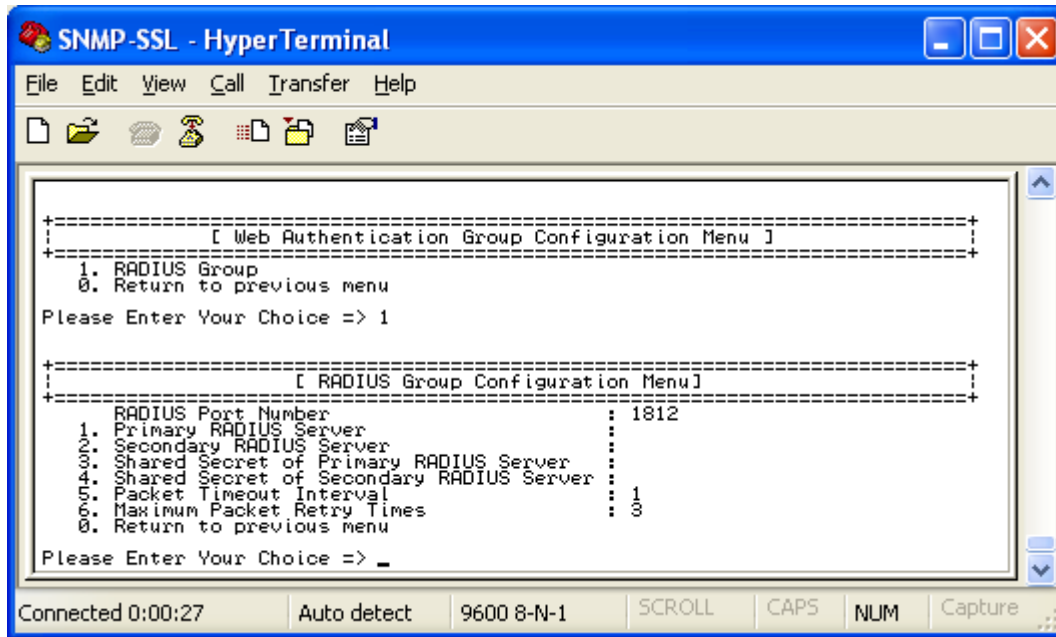 SNMP-SSL - HyperTerminal
File Edit View Call Transfer Help
+============================================================================+
¦ [ Web Authentication Group Configuration Menu ] ¦
+============================================================================+
1. RADIUS Group
0. Return to previous menu
Please Enter Your Choice => 1
+============================================================================+
¦ [ RADIUS Group Configuration Menu] ¦
+============================================================================+
RADIUS Port Number : 1812
1. Primary RADIUS Server :
2. Secondary RADIUS Server :
3. Shared Secret of Primary RADIUS Server :
4. Shared Secret of Secondary RADIUS Server :
5. Packet Timeout Interval : 1
6. Maximum Packet Retry Times : 3
0. Return to previous menu
Please Enter Your Choice => _
Connected 0:00:27 Auto detect 9600 8-N-1 SCROLL CAPS NUM Capture